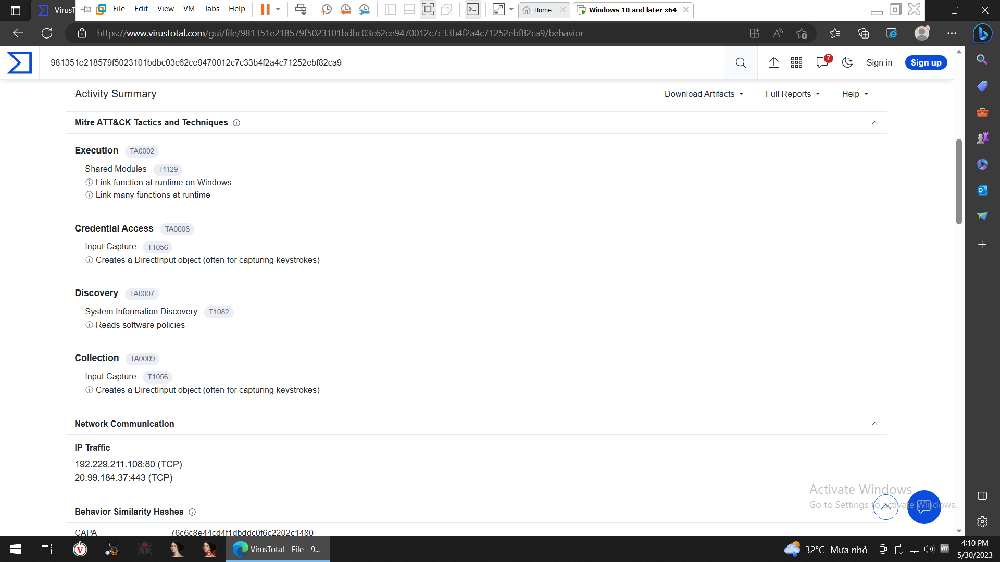 VirusT
File Edit View VM Tabs Help
Home
Windows 10 and later x64
https://www.virustotal.com/gui/file/981351e218579f5023101bdbc03c62ce9470012c7c33b4f2a4c71252ebf82ca9/behavior
981351e218579f5023101bdbc03c62ce9470012c7c33b4f2a4c71252ebf82ca9
7
Sign in
Sign up
Activity Summary
Download Artifacts
Full Reports
Help
Mitre ATT&CK Tactics and Techniques
Execution TA0002
Shared Modules T1129
Link function at runtime on Windows
Link many functions at runtime
Credential Access TA0006
Input Capture T1056
Creates a DirectInput object (often for capturing keystrokes)
Discovery TA0007
System Information Discovery T1082
Reads software policies
Collection TA0009
Input Capture T1056
Creates a DirectInput object (often for capturing keystrokes)
Network Communication
IP Traffic
192.229.211.108:80 (TCP)
20.99.184.37:443 (TCP)
Activate Windows
Go to Settings to activate Windows.
Behavior Similarity Hashes
CAPA 76c6c8e44cd4f1dbddc0f6c2202c1480
VirusTotal - File - 9...
32°C Mưa nhỏ
4:10 PM
5/30/2023